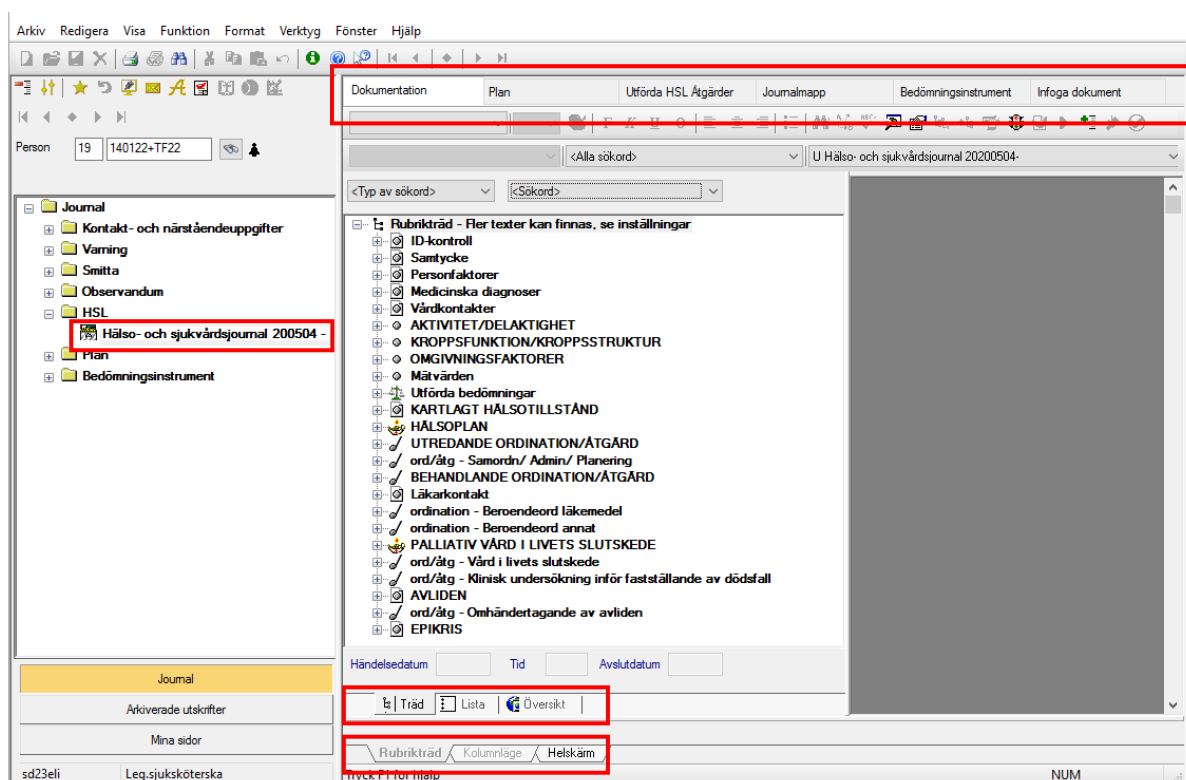 Arkiv Redigera Visa Funktion Format Verktyg Fönster Hjälp
Dokumentation Plan Utförda HSL Åtgärder Journalmapp Bedömningsinstrument Infoga dokument
F K U O
Person 19 140122+TF22
<Alla sökord> U Hälso- och sjukvårdsjournal 20200504-
<Typ av sökord> <Sökord>
Journal
Kontakt- och närståendeuppgifter
Varning
Smitta
Observandum
HSL
Hälso- och sjukvårdsjournal 200504 -
Plan
Bedömningsinstrument
Rubrikträd - Fler texter kan finnas, se inställningar
ID-kontroll
Samtycke
Personfaktorer
Medicinska diagnoser
Vårdkontakter
AKTIVITET/DELAKTIGHET
KROPPSFUNKTION/KROPPSSTRUKTUR
OMGIVNINGSFAKTORER
Mätvärden
Utförda bedömningar
KARTLAGT HÄLSOTILLSTÅND
HÄLSOPLAN
UTREDANDE ORDINATION/ÅTGÄRD
ord/åtg - Samordn/ Admin/ Planering
BEHANDLANDE ORDINATION/ÅTGÄRD
Läkarkontakt
ordination - Beroendeord läkemedel
ordination - Beroendeord annat
PALLIATIV VÅRD I LIVETS SLUTSKEDE
ord/åtg - Vård i livets slutskede
ord/åtg - Klinisk undersökning inför fastställande av dödsfall
AVLIDEN
ord/åtg - Omhändertagande av avliden
EPIKRIS
Händelsedatum Tid Avslutdatum
Träd Lista Översikt
Rubrikträd Kolumnläge Helskärm
Journal
Arkiverade utskrifter
Mina sidor
sd23eli Leg.sjuksköterska Tryck F1 för hjälp NUM